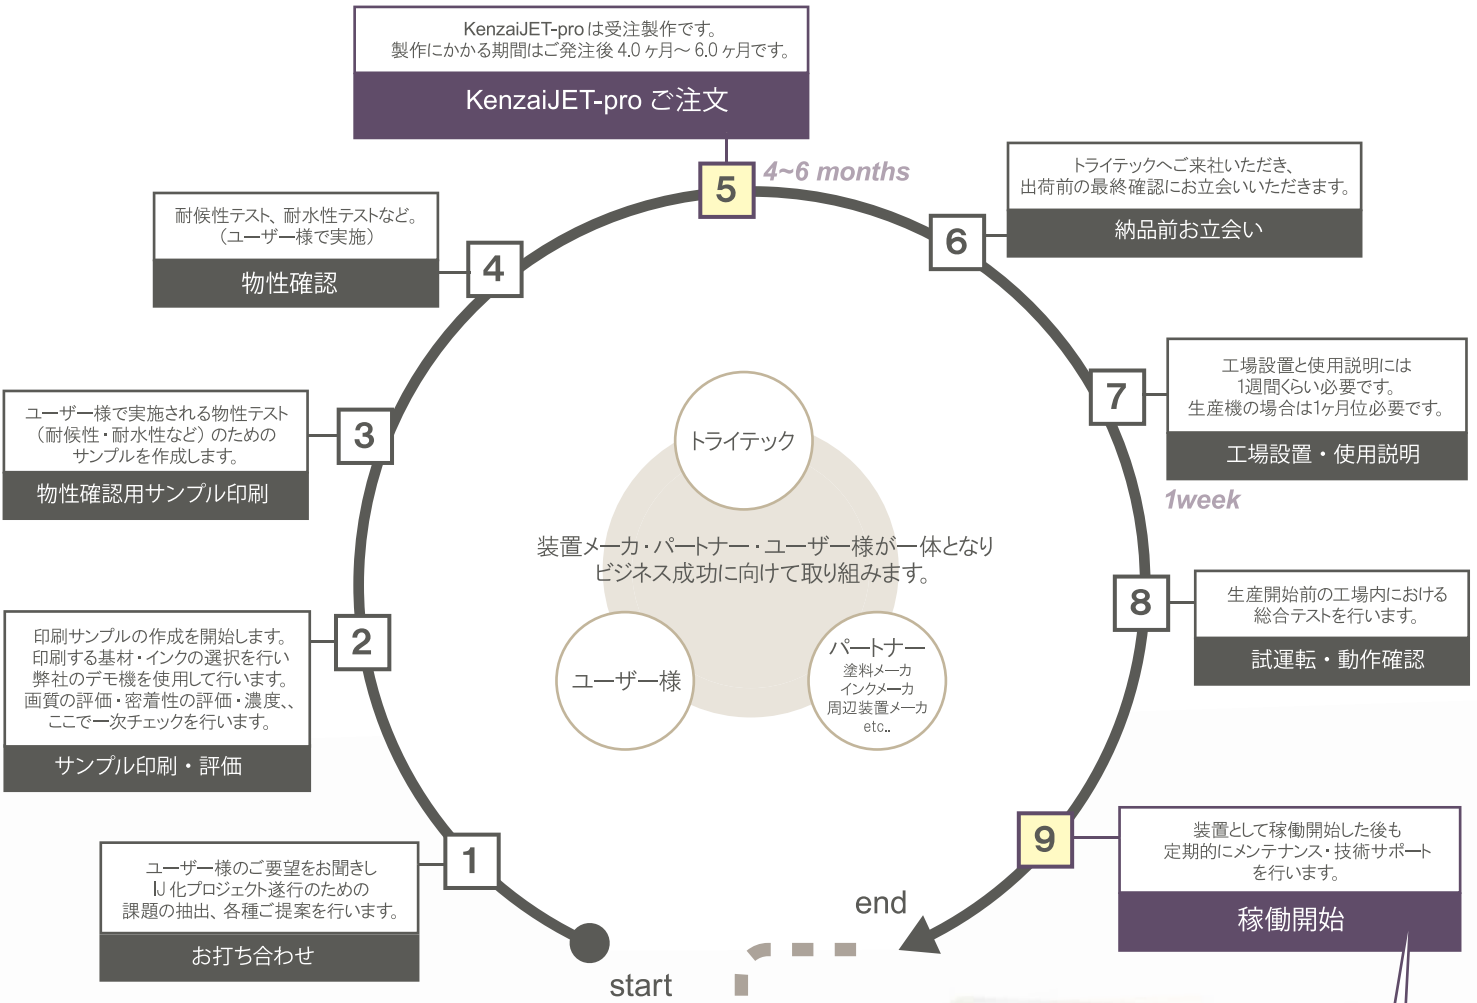 KenzaiJET-pro は受注製作です。
製作にかかる期間はご発注後 4.0 ヶ月〜 6.0 ヶ月です。
KenzaiJET-pro ご注文
5
4~6 months
トライテックへご来社いただき、
出荷前の最終確認にお立会いいただきます。
納品前お立会い
6
耐候性テスト、耐水性テストなど。
（ユーザー様で実施）
物性確認
4
工場設置と使用説明には
1週間くらい必要です。
生産機の場合は1ヶ月位必要です。
工場設置・使用説明
7
1week
ユーザー様で実施される物性テスト
（耐候性・耐水性など）のための
サンプルを作成します。
物性確認用サンプル印刷
3
トライテック
装置メーカ・パートナー・ユーザー様が一体となり
ビジネス成功に向けて取り組みます。
ユーザー様
パートナー
塗料メーカ
インクメーカ
周辺装置メーカ
etc..
生産開始前の工場内における
総合テストを行います。
試運転・動作確認
8
印刷サンプルの作成を開始します。
印刷する基材・インクの選択を行い
弊社のデモ機を使用して行います。
画質の評価・密着性の評価・濃度、、
ここで一次チェックを行います。
サンプル印刷・評価
2
装置として稼働開始した後も
定期的にメンテナンス・技術サポート
を行います。
稼働開始
9
ユーザー様のご要望をお聞きし
IJ 化プロジェクト遂行のための
課題の抽出、各種ご提案を行います。
お打ち合わせ
1
end
start